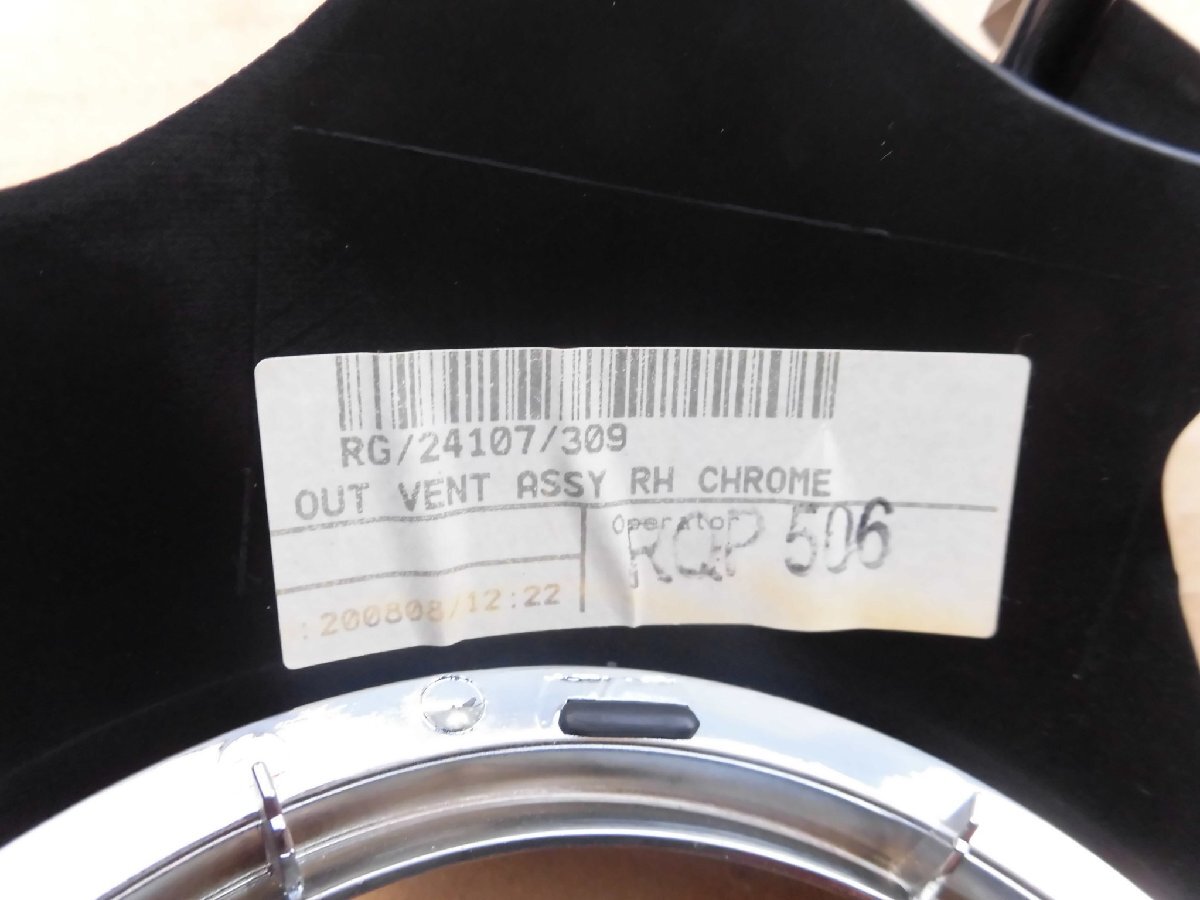 RG/24107/309
OUT VENT ASSY RH CHROME
Operator
RQP 506
:200808/12:22